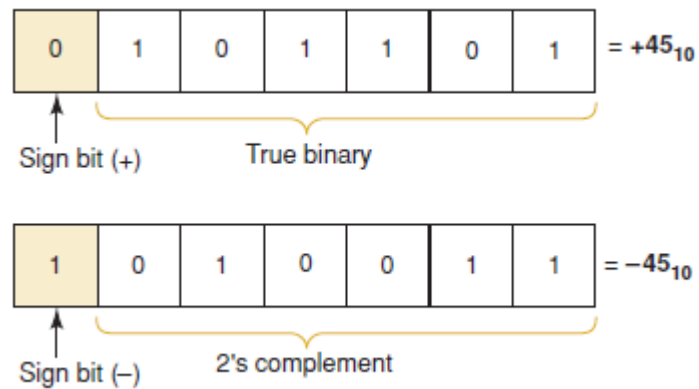 0 1 0 1 1 0 1 = +45₁₀
Sign bit (+) True binary
1 0 1 0 0 1 1 = −45₁₀
Sign bit (−) 2's complement